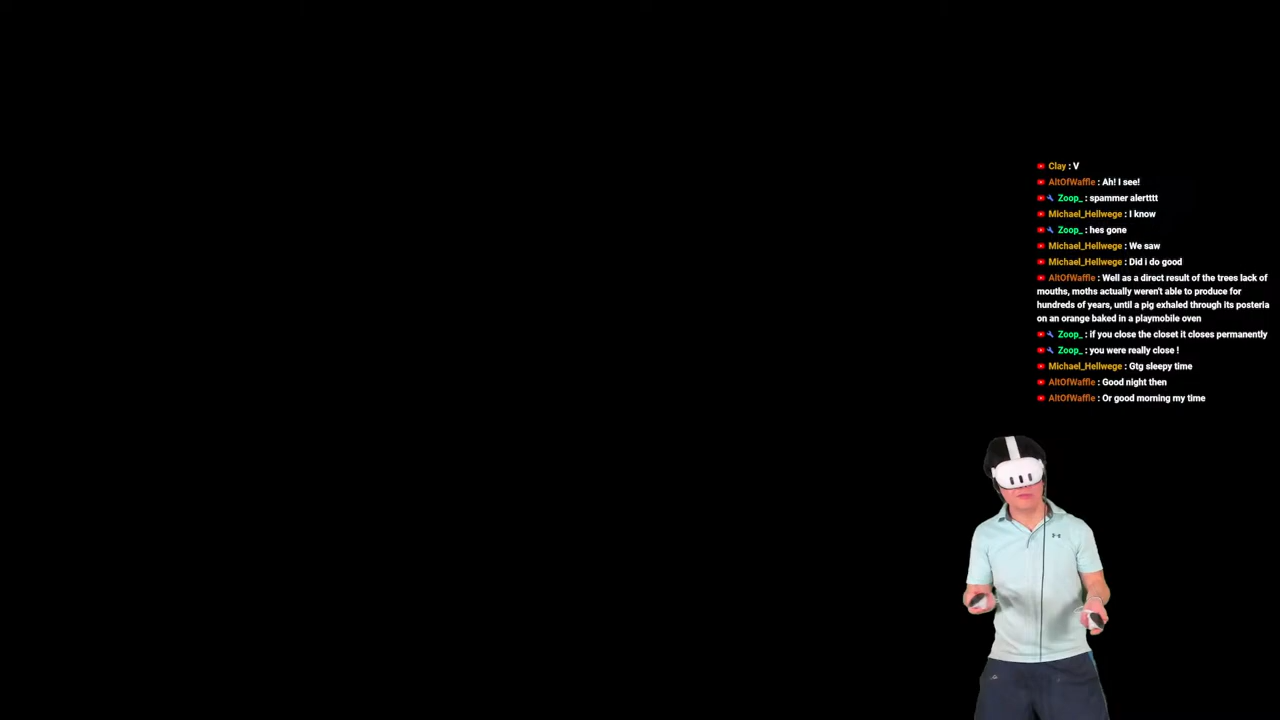 Clay : V
AltOfWaffle : Ah! I see!
Zoop_ : spammer alertttt
Michael_Hellwege : I know
Zoop_ : hes gone
Michael_Hellwege : We saw
Michael_Hellwege : Did i do good
AltOfWaffle : Well as a direct result of the trees lack of
mouths, moths actually weren't able to produce for
hundreds of years, until a pig exhaled through its posteria
on an orange baked in a playmobile oven
Zoop_ : if you close the closet it closes permanently
Zoop_ : you were really close !
Michael_Hellwege : Gtg sleepy time
AltOfWaffle : Good night then
AltOfWaffle : Or good morning my time